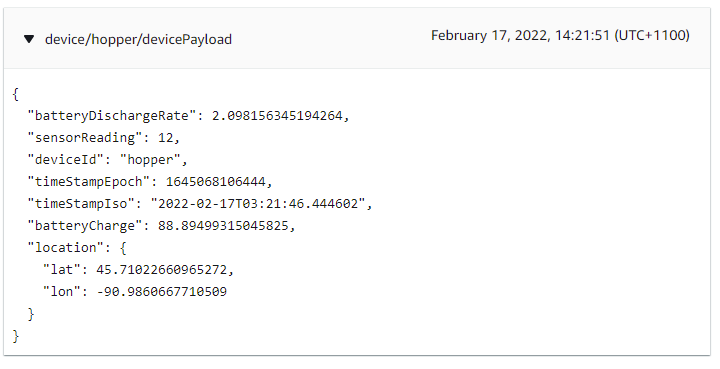 device/hopper/devicePayload February 17, 2022, 14:21:51 (UTC+1100)
{
  "batteryDischargeRate": 2.098156345194264,
  "sensorReading": 12,
  "deviceId": "hopper",
  "timeStampEpoch": 1645068106444,
  "timeStampIso": "2022-02-17T03:21:46.444602",
  "batteryCharge": 88.89499315045825,
  "location": {
    "lat": 45.71022660965272,
    "lon": -90.9860667710509
  }
}